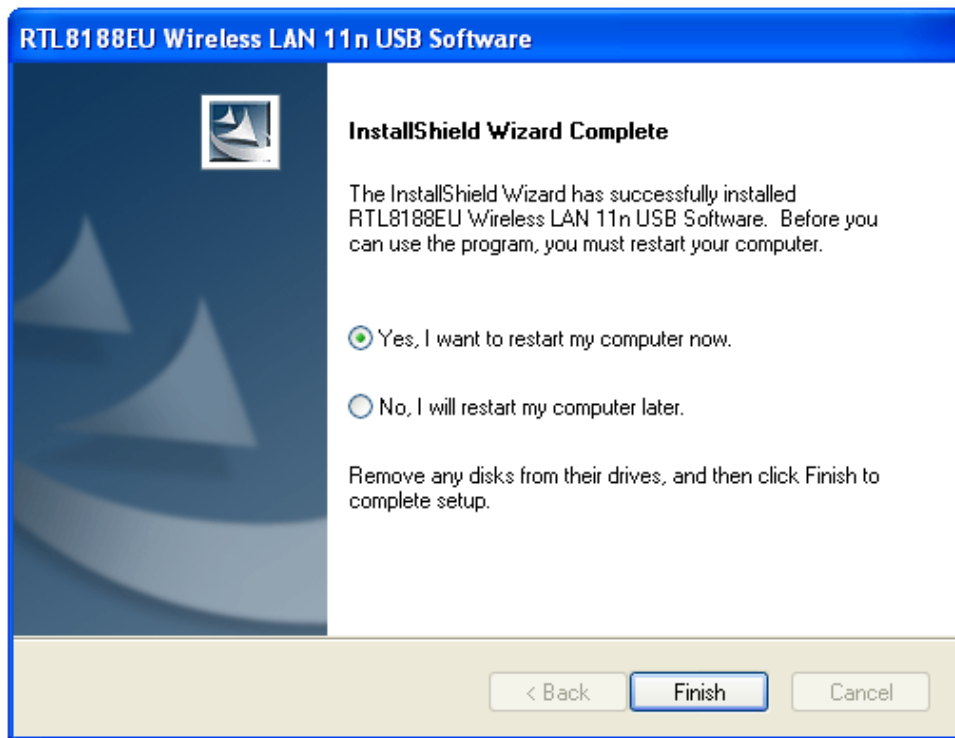 RTL8188EU Wireless LAN 11n USB Software
InstallShield Wizard Complete
The InstallShield Wizard has successfully installed
RTL8188EU Wireless LAN 11n USB Software.  Before you
can use the program, you must restart your computer.
Yes, I want to restart my computer now.
No, I will restart my computer later.
Remove any disks from their drives, and then click Finish to
complete setup.
< Back
Finish
Cancel